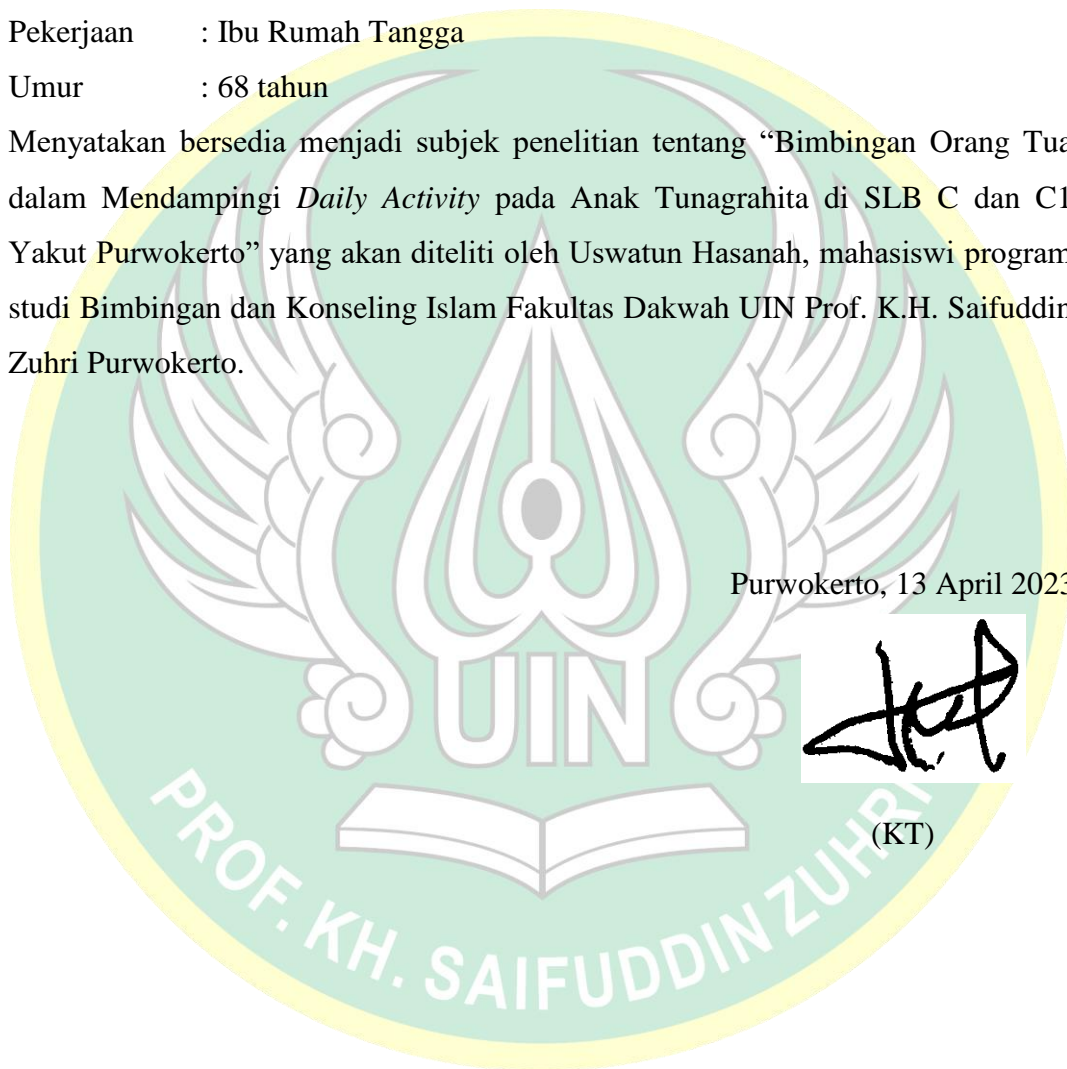 Pekerjaan : Ibu Rumah Tangga
Umur : 68 tahun
Menyatakan bersedia menjadi subjek penelitian tentang “Bimbingan Orang Tua
dalam Mendampingi Daily Activity pada Anak Tunagrahita di SLB C dan C1
Yakut Purwokerto” yang akan diteliti oleh Uswatun Hasanah, mahasiswi program
studi Bimbingan dan Konseling Islam Fakultas Dakwah UIN Prof. K.H. Saifuddin
Zuhri Purwokerto.
Purwokerto, 13 April 2023
(KT)
UIN
PROF. KH. SAIFUDDIN ZUHRI